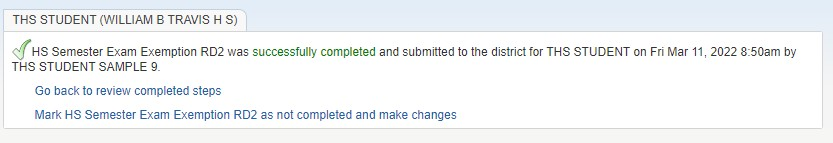 THS STUDENT (WILLIAM B TRAVIS H S)
HS Semester Exam Exemption RD2 was successfully completed and submitted to the district for THS STUDENT on Fri Mar 11, 2022 8:50am by
THS STUDENT SAMPLE 9.
Go back to review completed steps
Mark HS Semester Exam Exemption RD2 as not completed and make changes